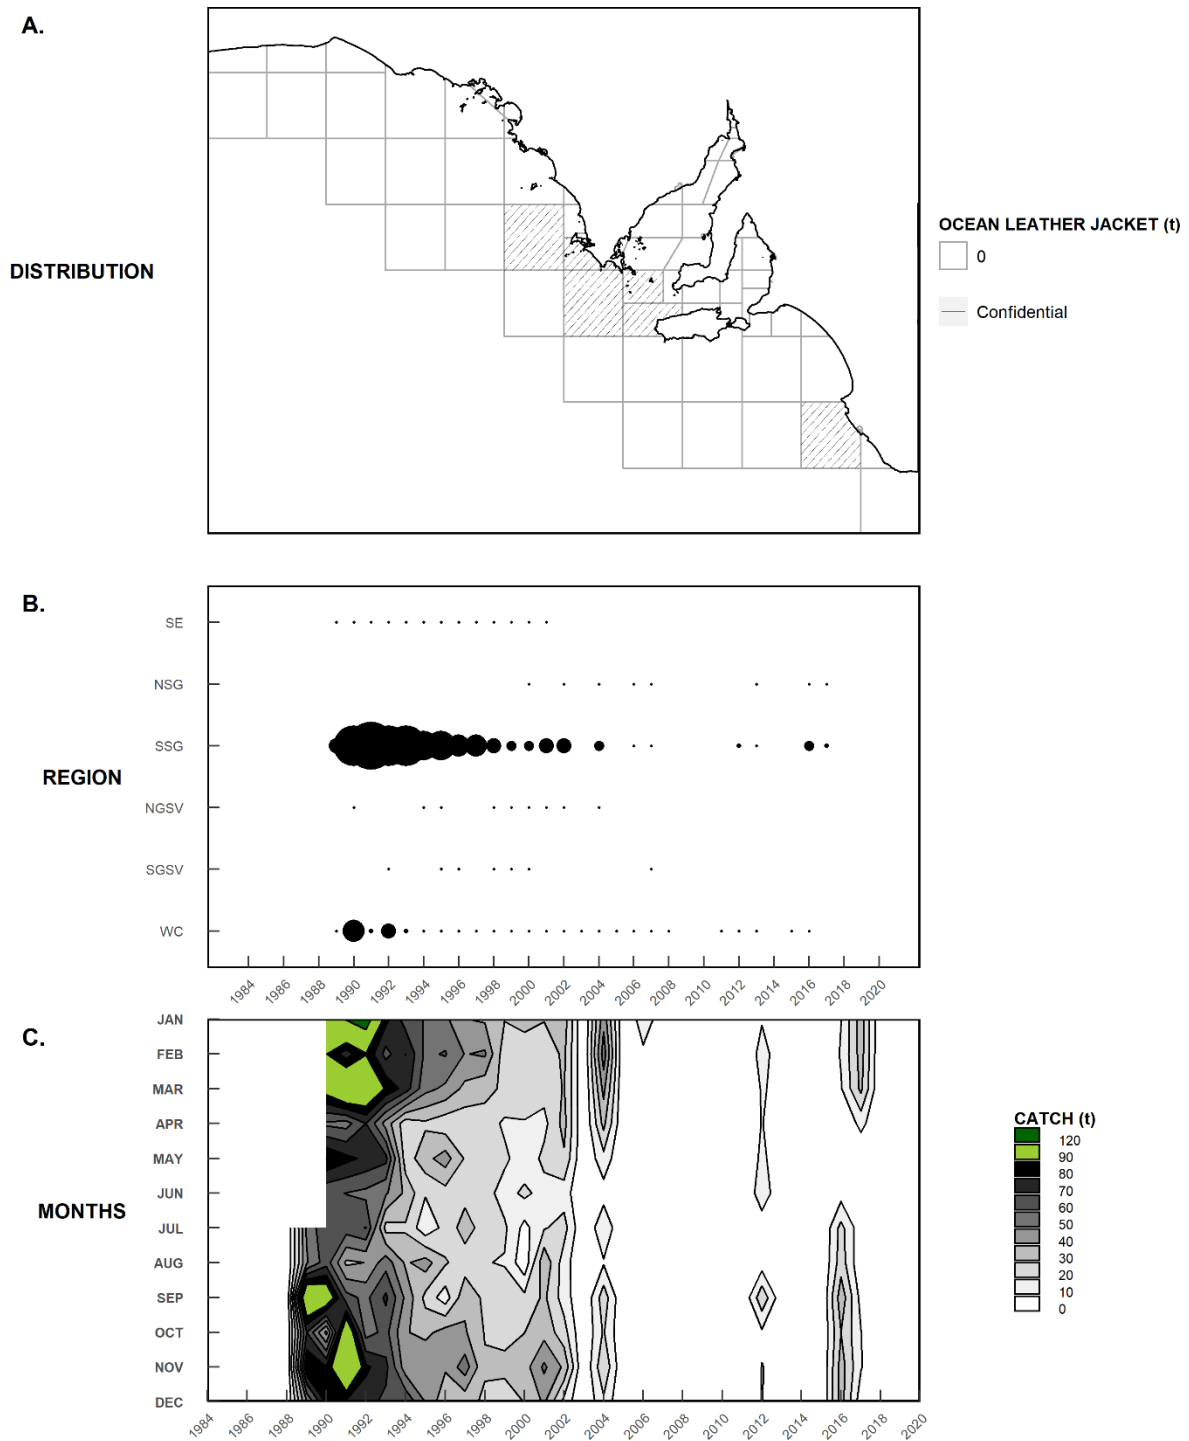 A.
DISTRIBUTION
OCEAN LEATHER JACKET (t)
0
Confidential
B.
REGION
SE
NSG
SSG
NGSV
SGSV
WC
1984 1986 1988 1990 1992 1994 1996 1998 2000 2002 2004 2006 2008 2010 2012 2014 2016 2018 2020
C.
MONTHS
JAN
FEB
MAR
APR
MAY
JUN
JUL
AUG
SEP
OCT
NOV
DEC
1984 1986 1988 1990 1992 1994 1996 1998 2000 2002 2004 2006 2008 2010 2012 2014 2016 2018 2020
CATCH (t)
120
90
80
70
60
50
40
30
20
10
0